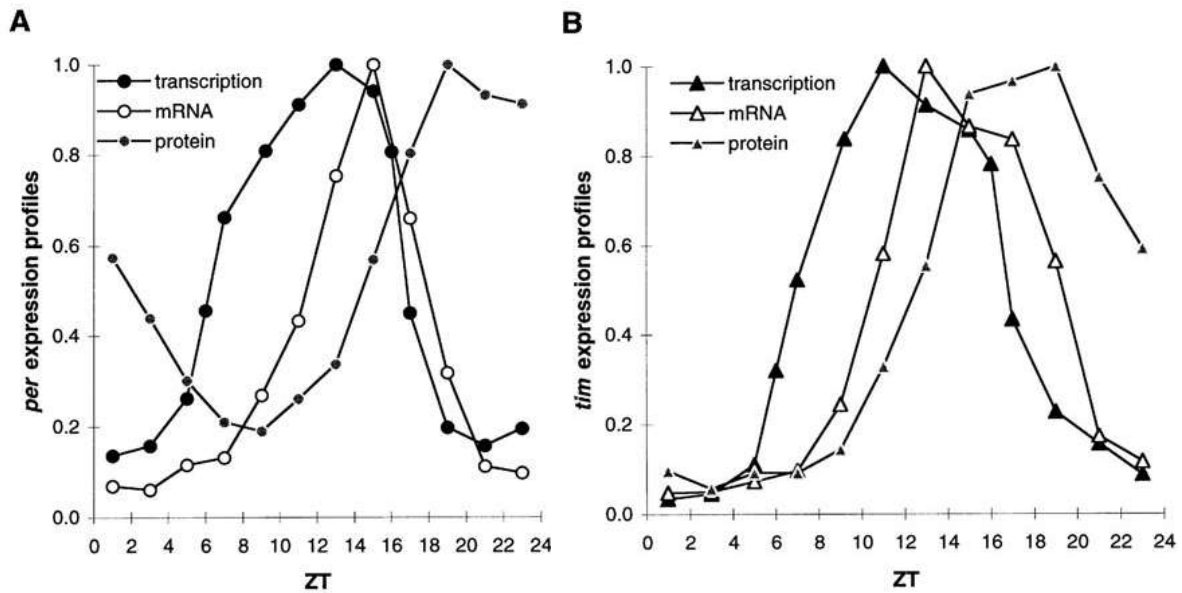 A
per expression profiles
1.0
0.8
0.6
0.4
0.2
0.0
transcription
mRNA
protein
0 2 4 6 8 10 12 14 16 18 20 22 24
ZT
B
tim expression profiles
1.0
0.8
0.6
0.4
0.2
0.0
transcription
mRNA
protein
0 2 4 6 8 10 12 14 16 18 20 22 24
ZT